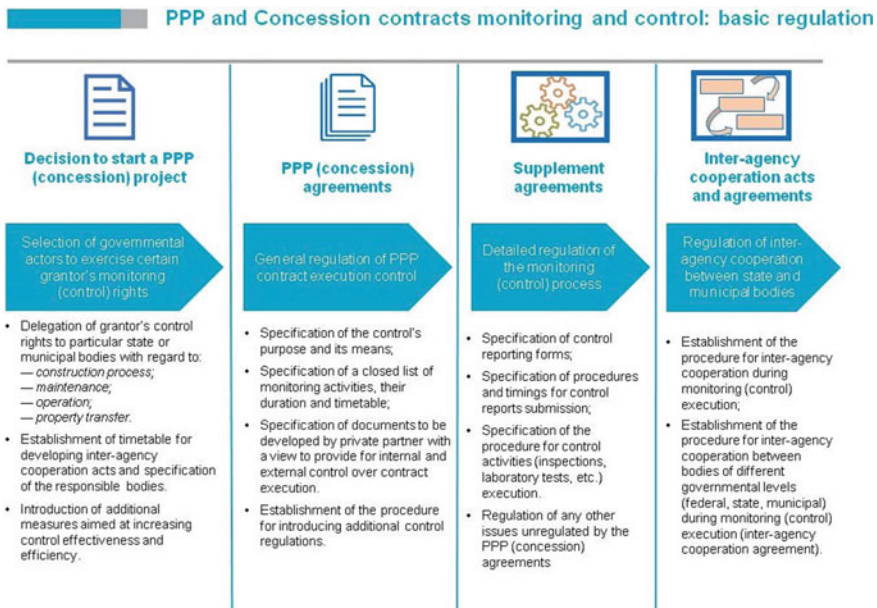 PPP and Concession contracts monitoring and control: basic regulation
Decision to start a PPP
(concession) project
Selection of governmental
actors to exercise certain
grantor's monitoring
(control) rights
• Delegation of grantor's control
rights to particular state or
municipal bodies with regard to:
— construction process;
— maintenance;
— operation;
— property transfer.
• Establishment of timetable for
developing inter-agency
cooperation acts and specification
of the responsible bodies.
• Introduction of additional
measures aimed at increasing
control effectiveness and
efficiency.
PPP (concession)
agreements
General regulation of PPP
contract execution control
• Specification of the control's
purpose and its means;
• Specification of a closed list of
monitoring activities, their
duration and timetable;
• Specification of documents to be
developed by private partner with
a view to provide for internal and
external control over contract
execution.
• Establishment of the procedure
for introducing additional control
regulations.
Supplement
agreements
Detailed regulation of
the monitoring
(control) process
• Specification of control
reporting forms;
• Specification of procedures
and timings for control
reports submission;
• Specification of the
procedure for control
activities (inspections,
laboratory tests, etc.)
execution.
• Regulation of any other
issues unregulated by the
PPP (concession)
agreements
Inter-agency
cooperation acts
and agreements
Regulation of inter-
agency cooperation
between state and
municipal bodies
• Establishment of the
procedure for inter-agency
cooperation during
monitoring (control)
execution;
• Establishment of the
procedure for inter-agency
cooperation between
bodies of different
governmental levels
(federal, state, municipal)
during monitoring (control)
execution (inter-agency
cooperation agreement).